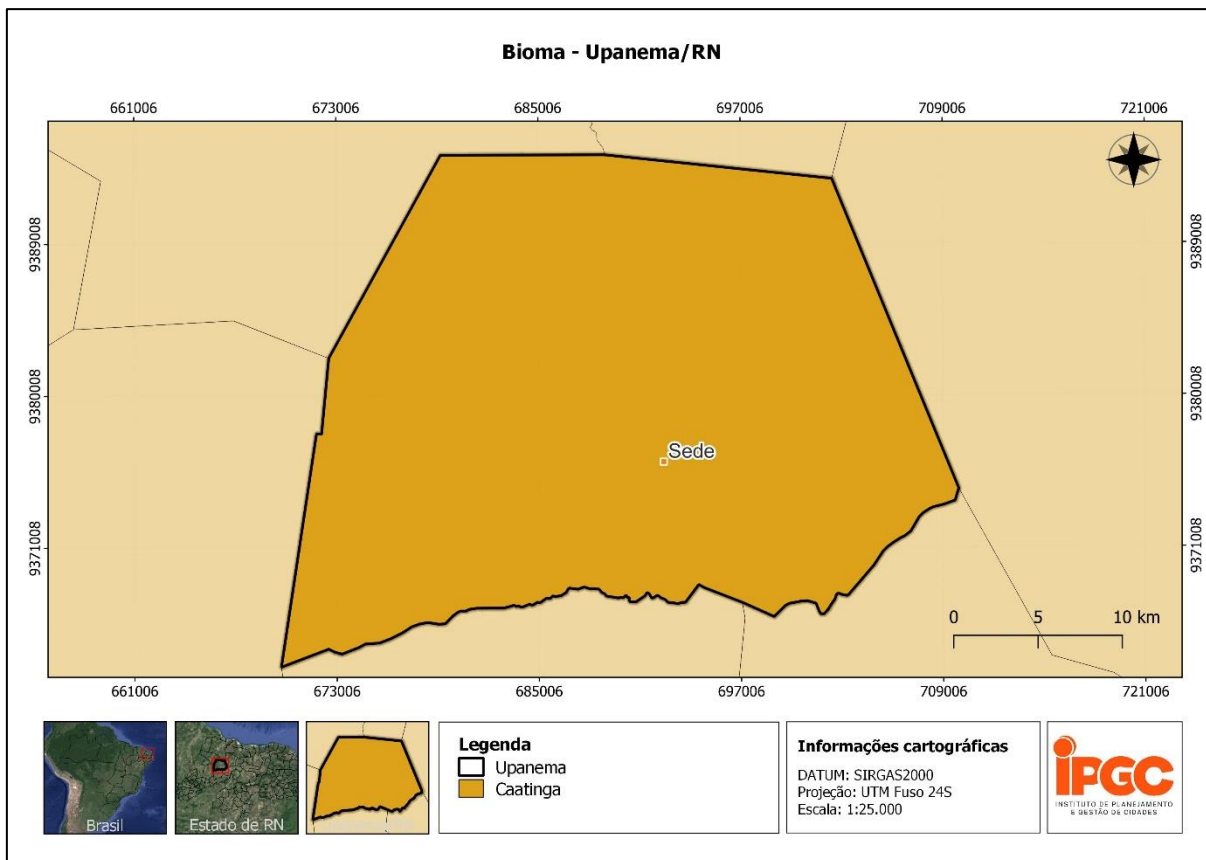 Bioma - Upanema/RN
661006 673006 685006 697006 709006 721006
9389008 9389008
9380008 9380008
Sede
9371008 9371008
0 5 10 km
661006 673006 685006 697006 709006 721006
Brasil
Estado de RN
Legenda
Upanema
Caatinga
Informações cartográficas
DATUM: SIRGAS2000
Projeção: UTM Fuso 24S
Escala: 1:25.000
IPGC
INSTITUTO DE PLANEJAMENTO
E GESTÃO DE CIDADES